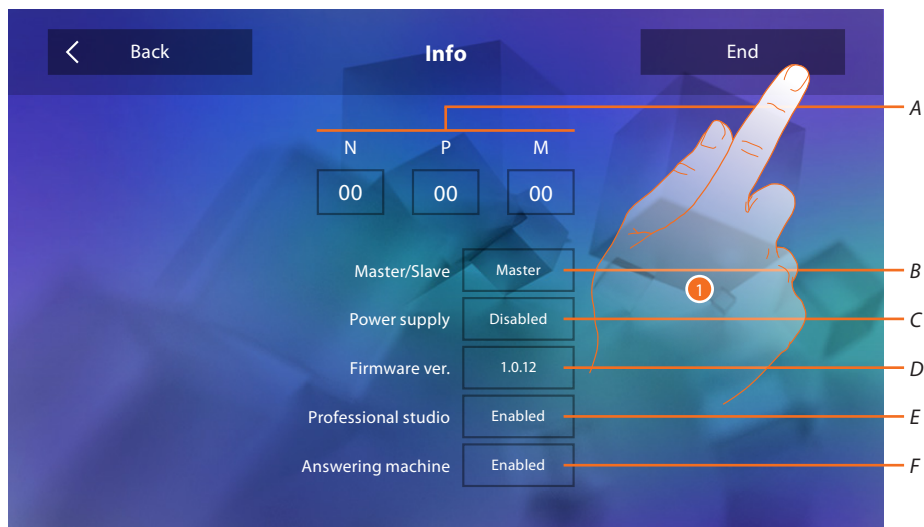 Back Info End
A
N P M
00 00 00
Master/Slave Master B
1
Power supply Disabled C
Firmware ver. 1.0.12 D
Professional studio Enabled E
Answering machine Enabled F